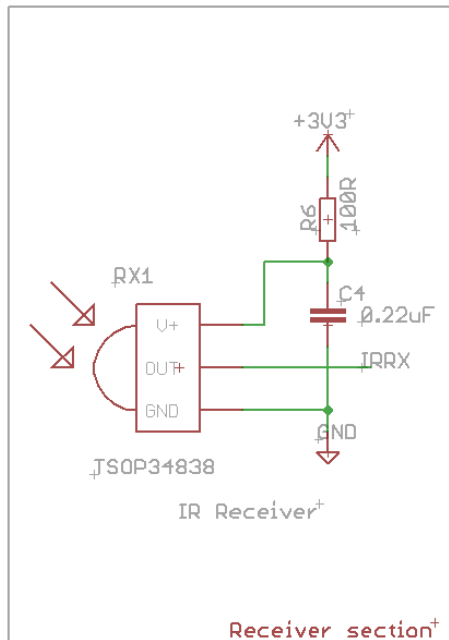 +3V3
R6
100R
RX1
C4
0.22uF
V+
OUT
IRRX
GND
GND
TSOP34838
IR Receiver
Receiver section